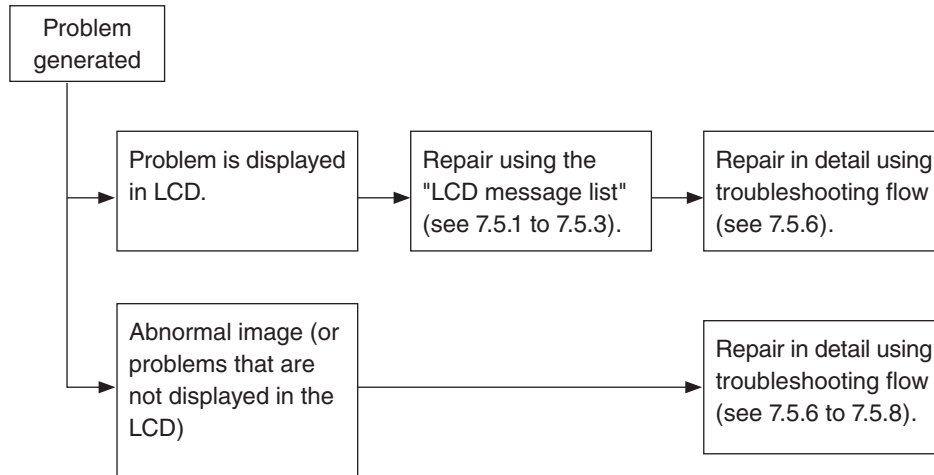 Problem
generated
Problem is displayed
in LCD.
Repair using the
"LCD message list"
(see 7.5.1 to 7.5.3).
Repair in detail using
troubleshooting flow
(see 7.5.6).
Abnormal image (or
problems that are
not displayed in the
LCD)
Repair in detail using
troubleshooting flow
(see 7.5.6 to 7.5.8).